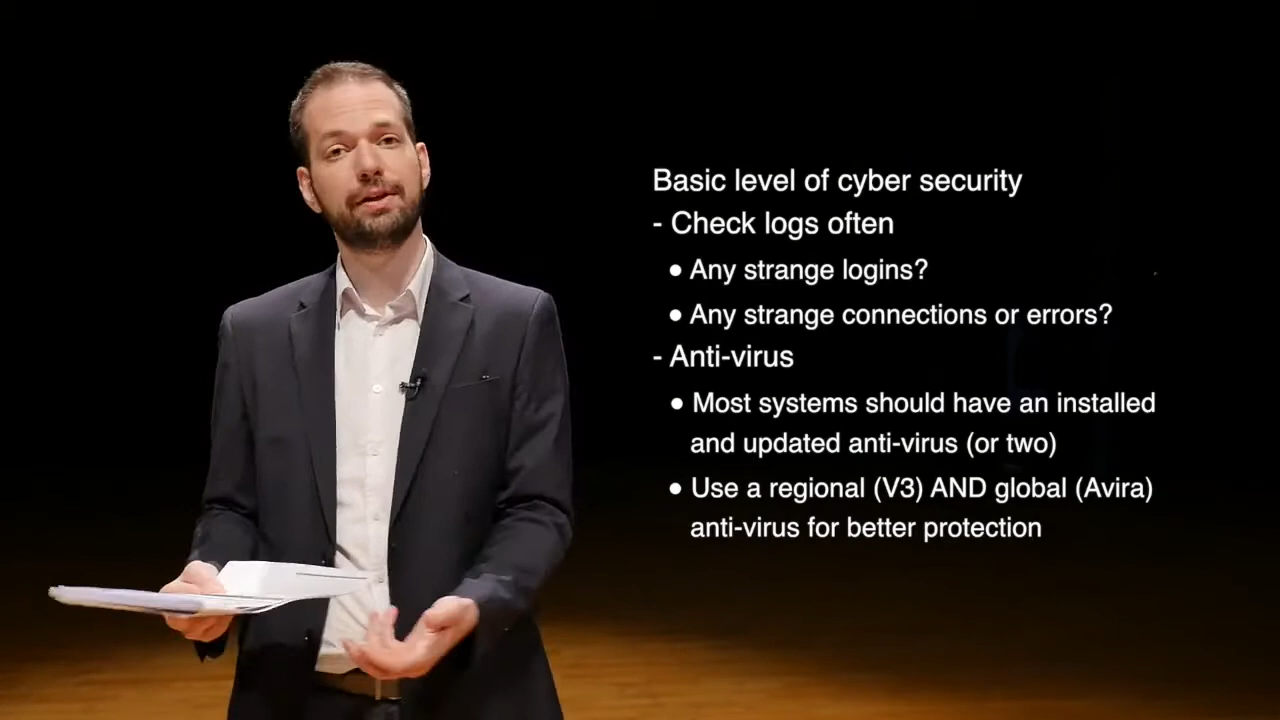 Basic level of cyber security
- Check logs often
● Any strange logins?
● Any strange connections or errors?
- Anti-virus
● Most systems should have an installed
and updated anti-virus (or two)
● Use a regional (V3) AND global (Avira)
anti-virus for better protection